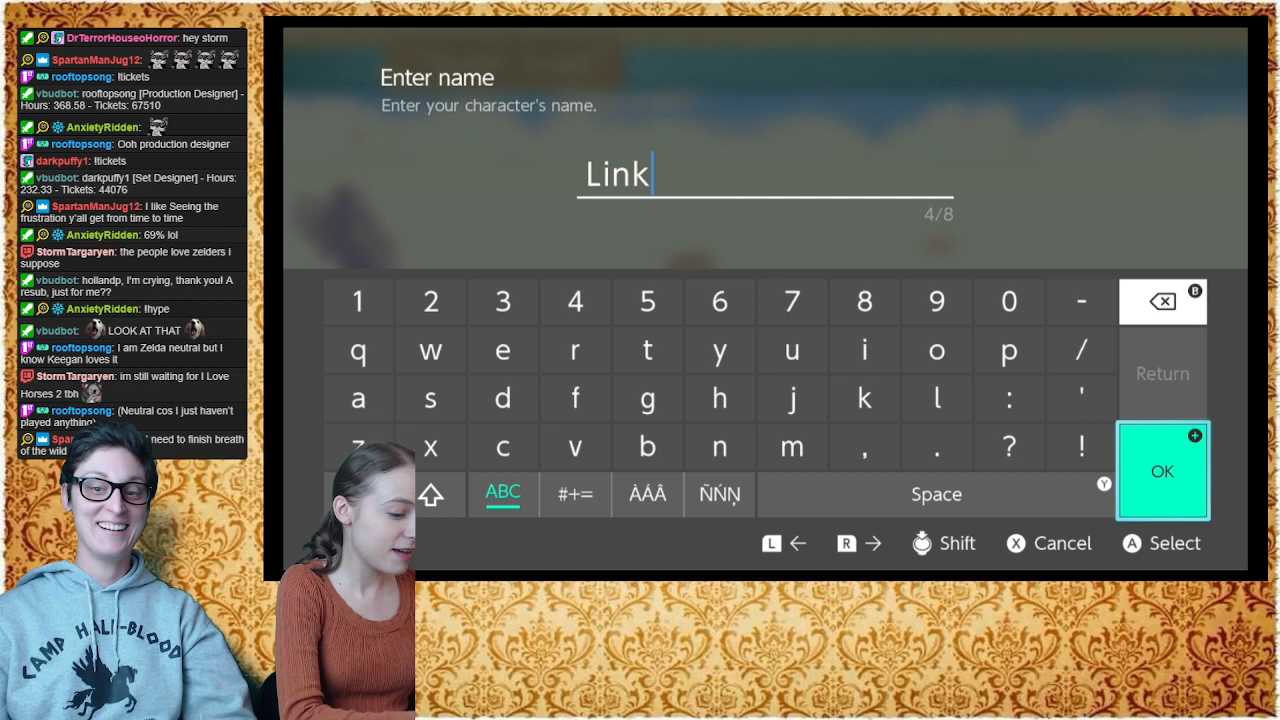 DrTerrorHouseoHorror: hey storm
SpartanManJug12:
rooftopsong: !tickets
vbudbot: rooftopsong [Production Designer] -
Hours: 368.58 - Tickets: 67510
AnxietyRidden:
rooftopsong: Ooh production designer
darkpuffy1: !tickets
vbudbot: darkpuffy1 [Set Designer] - Hours:
232.33 - Tickets: 44076
SpartanManJug12: I like Seeing the
frustration y'all get from time to time
AnxietyRidden: 69% lol
StormTargaryen: the people love zelders i
suppose
vbudbot: hollandp, I'm crying, thank you! A
resub, just for me??
AnxietyRidden: !hype
vbudbot: LOOK AT THAT
rooftopsong: I am Zelda neutral but I
know Keegan loves it
StormTargaryen: im still waiting for I Love
Horses 2 tbh
rooftopsong: (Neutral cos I just haven't
played anything)
need to finish breath
of the wild
Enter name
Enter your character's name.
Link
4/8
1 2 3 4 5 6 7 8 9 0 - B
q w e r t y u i o p / Return
a s d f g h j k l : '
z x c v b n m , . ? ! + OK
ABC #+= ÀÁÂ ÑŃṆ Space Y
L ← R → Shift X Cancel A Select
CAMP HALF-BLOOD